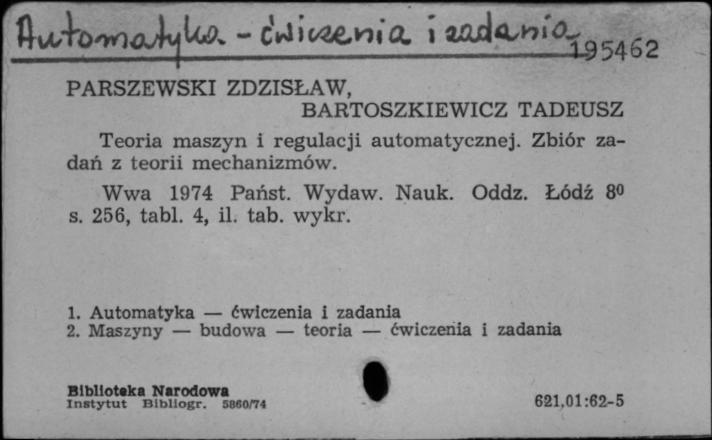 Automatyka - ćwiczenia i zadania
195462
PARSZEWSKI ZDZISŁAW,
BARTOSZKIEWICZ TADEUSZ
Teoria maszyn i regulacji automatycznej. Zbiór za-
dań z teorii mechanizmów.
Wwa 1974 Państ. Wydaw. Nauk. Oddz. Łódź 8⁰
s. 256, tabl. 4, il. tab. wykr.
1. Automatyka — ćwiczenia i zadania
2. Maszyny — budowa — teoria — ćwiczenia i zadania
Biblioteka Narodowa
Instytut Bibliogr. 5860/74
621,01:62-5